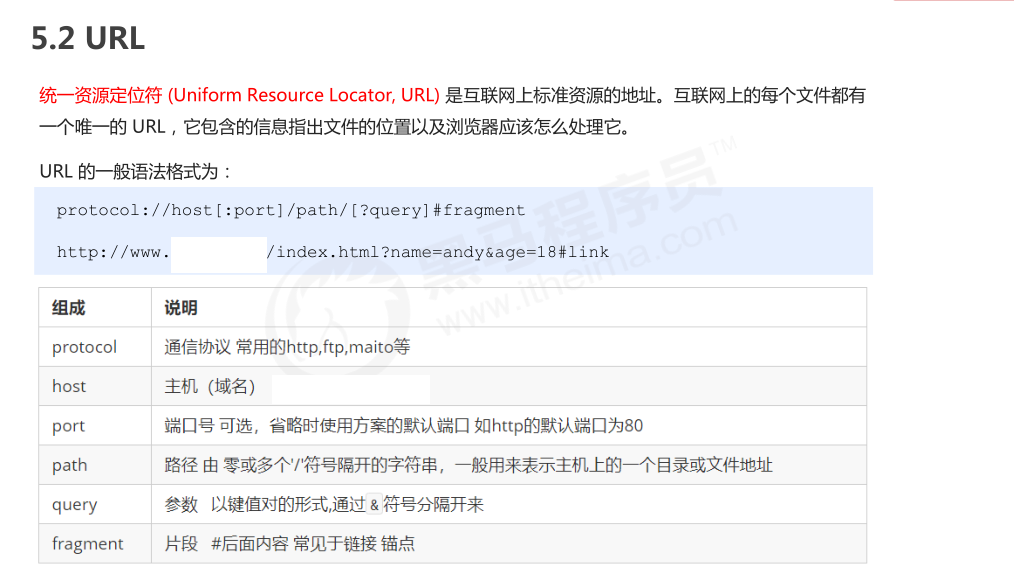 5.2 URL
统一资源定位符 (Uniform Resource Locator, URL) 是互联网上标准资源的地址。互联网上的每个文件都有
一个唯一的 URL，它包含的信息指出文件的位置以及浏览器应该怎么处理它。
URL 的一般语法格式为：
protocol://host[:port]/path/[?query]#fragment
http://www. /index.html?name=andy&age=18#link
黑马程序员™
www.itheima.com
组成 说明
protocol 通信协议 常用的http,ftp,maito等
host 主机（域名）
port 端口号 可选，省略时使用方案的默认端口 如http的默认端口为80
path 路径 由 零或多个'/'符号隔开的字符串，一般用来表示主机上的一个目录或文件地址
query 参数 以键值对的形式,通过&符号分隔开来
fragment 片段 #后面内容 常见于链接 锚点